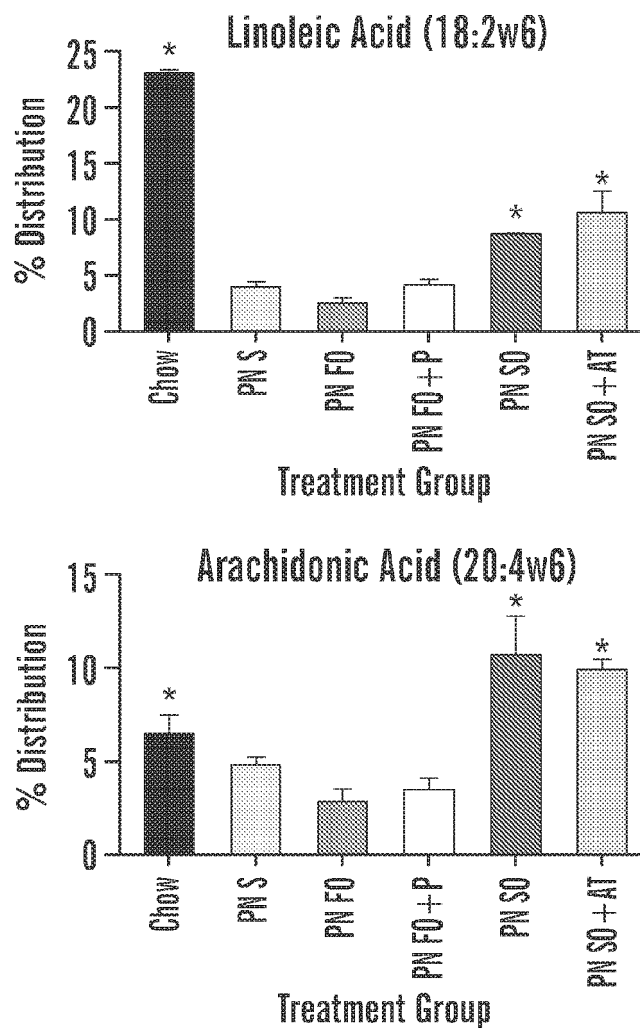 Linoleic Acid (18:2w6)
% Distribution
25
20
15
10
5
0
*
*
*
Chow
PN S
PN FO
PN FO+P
PN SO
PN SO+AT
Treatment Group
Arachidonic Acid (20:4w6)
% Distribution
15
10
5
0
*
*
*
Chow
PN S
PN FO
PN FO+P
PN SO
PN SO+AT
Treatment Group